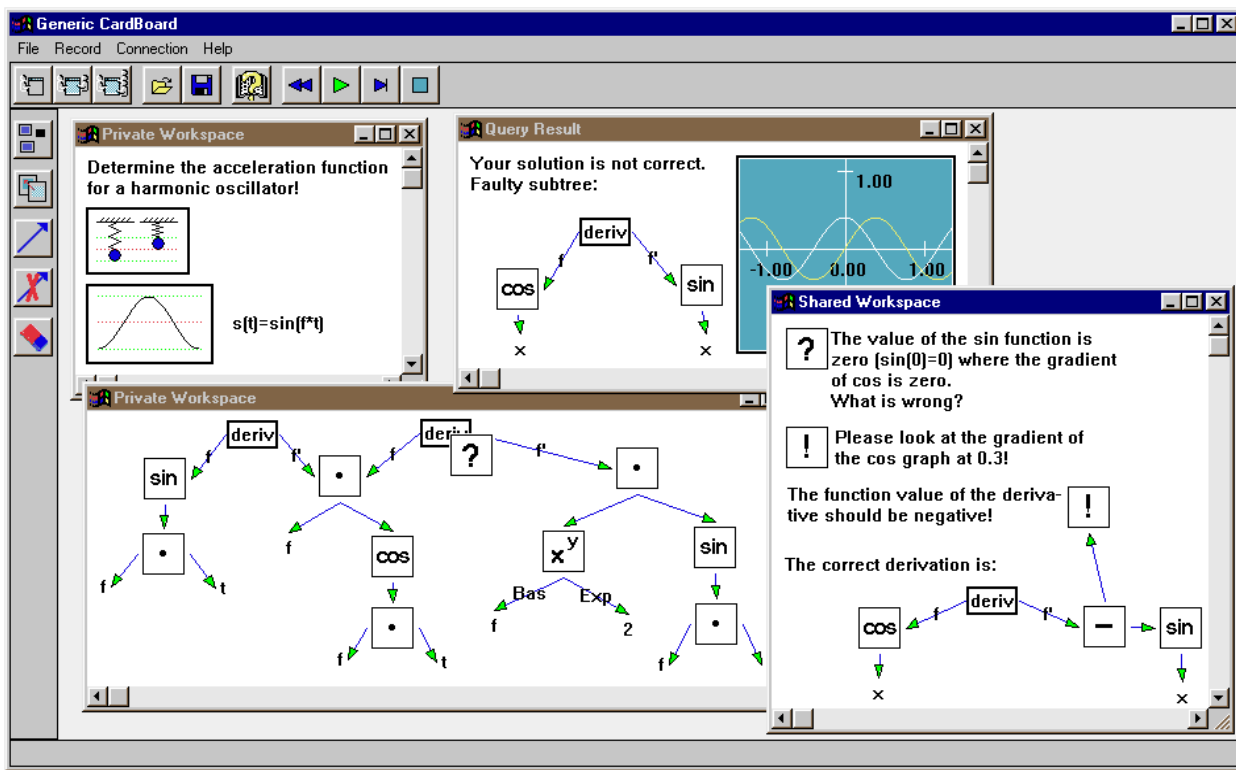 Generic CardBoard
File Record Connection Help
Private Workspace
Determine the acceleration function
for a harmonic oscillator!
s(t)=sin(f*t)
Query Result
Your solution is not correct.
Faulty subtree:
deriv
f f'
cos sin
x x
1.00
-1.00 0.00 1.00
Private Workspace
deriv deriv
f f' f ? f'
sin • •
• f cos x^y sin
f t • Bas Exp •
f t f 2 f
Shared Workspace
? The value of the sin function is
zero (sin(0)=0) where the gradient
of cos is zero.
What is wrong?
! Please look at the gradient of
the cos graph at 0.3!
The function value of the deriva-
tive should be negative!
!
The correct derivation is:
deriv
f f'
cos – sin
x x